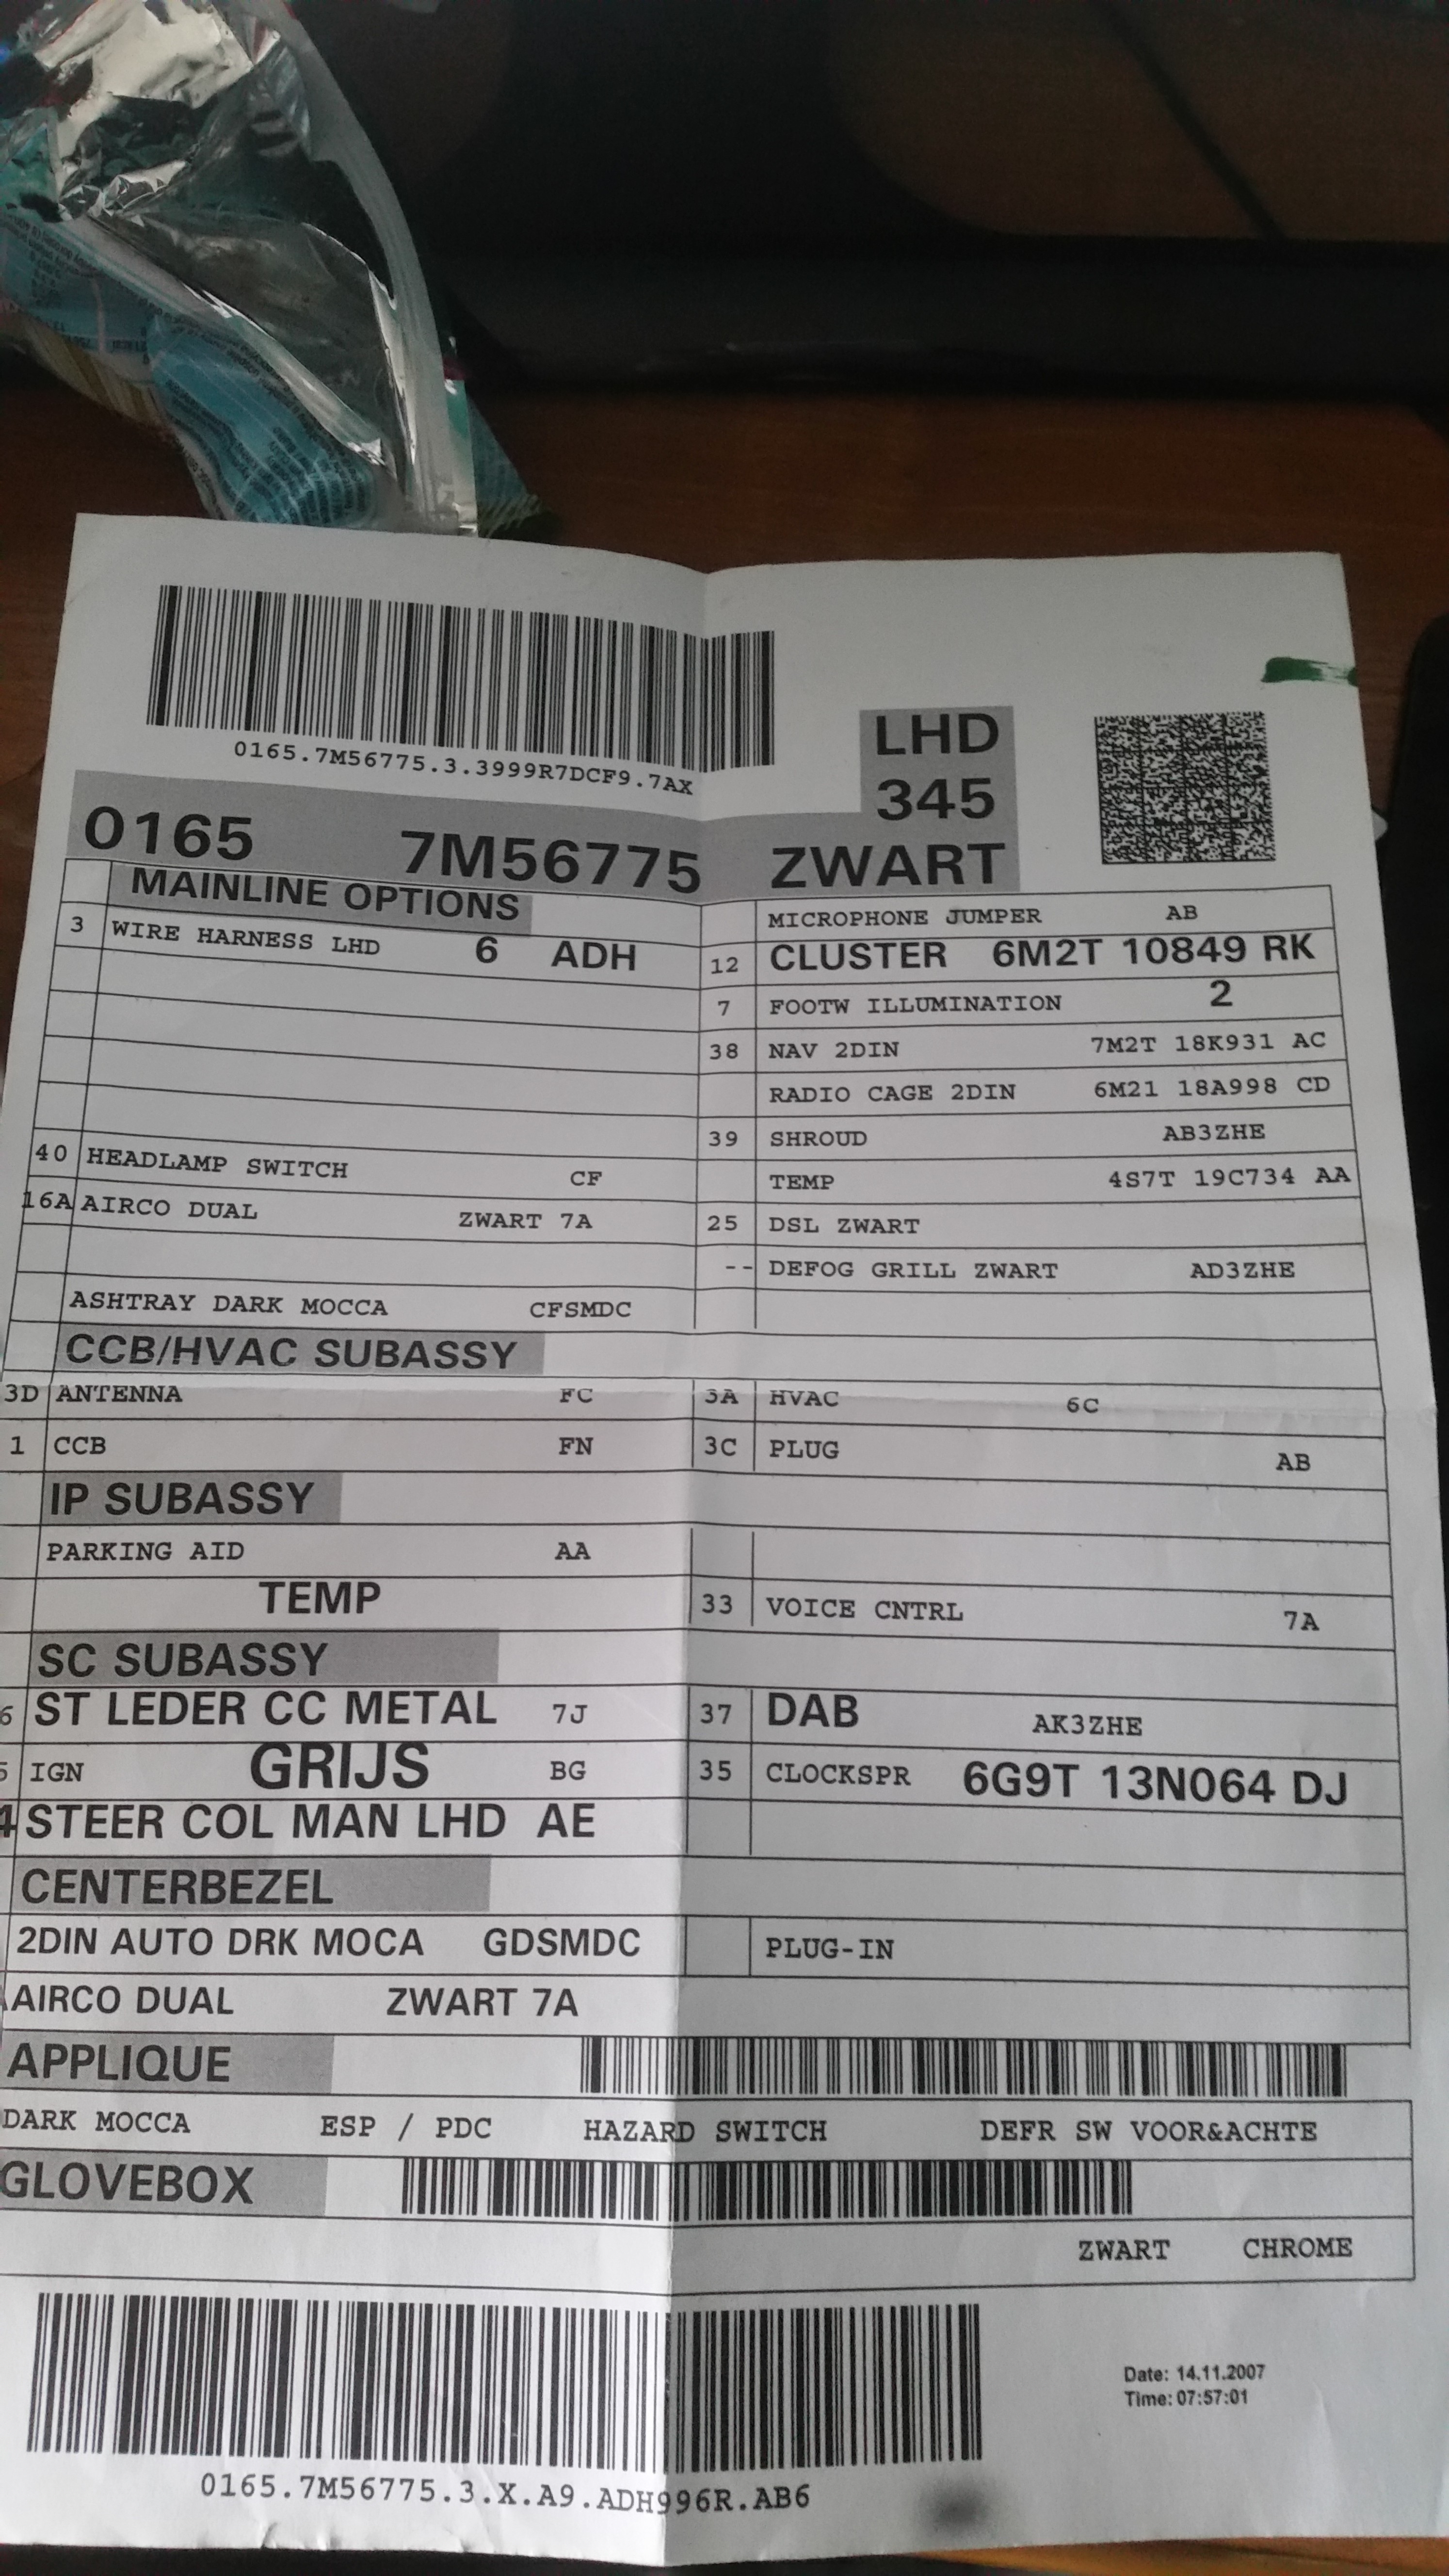 0165.7M56775.3.3999R7DCF9.7AX
LHD
345
0165 7M56775 ZWART
MAINLINE OPTIONS
MICROPHONE JUMPER AB
3 WIRE HARNESS LHD 6 ADH
12 CLUSTER 6M2T 10849 RK
7 FOOTW ILLUMINATION 2
38 NAV 2DIN 7M2T 18K931 AC
RADIO CAGE 2DIN 6M21 18A998 CD
39 SHROUD AB3ZHE
40 HEADLAMP SWITCH CF
TEMP 4S7T 19C734 AA
16A AIRCO DUAL ZWART 7A
25 DSL ZWART
-- DEFOG GRILL ZWART AD3ZHE
ASHTRAY DARK MOCCA CFSMDC
CCB/HVAC SUBASSY
3D ANTENNA FC 3A HVAC 6C
1 CCB FN 3C PLUG AB
IP SUBASSY
PARKING AID AA
TEMP 33 VOICE CNTRL 7A
SC SUBASSY
6 ST LEDER CC METAL 7J 37 DAB AK3ZHE
5 IGN GRIJS BG 35 CLOCKSPR 6G9T 13N064 DJ
4 STEER COL MAN LHD AE
CENTERBEZEL
2DIN AUTO DRK MOCA GDSMDC PLUG-IN
AIRCO DUAL ZWART 7A
APPLIQUE
DARK MOCCA ESP / PDC HAZARD SWITCH DEFR SW VOOR&ACHTE
GLOVEBOX
ZWART CHROME
Date: 14.11.2007
Time: 07:57:01
0165.7M56775.3.X.A9.ADH996R.AB6